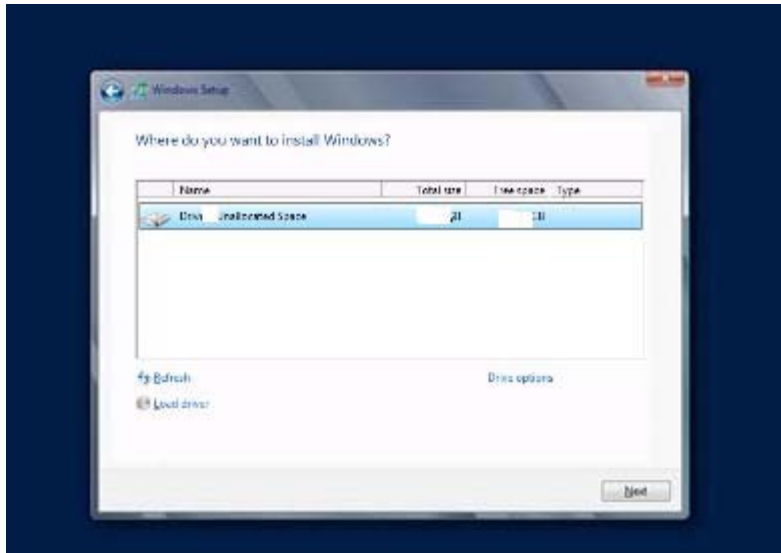 Windows Setup
Where do you want to install Windows?
Name Total size Free space Type
Unallocated Space
Refresh Drive options
Load driver
Next